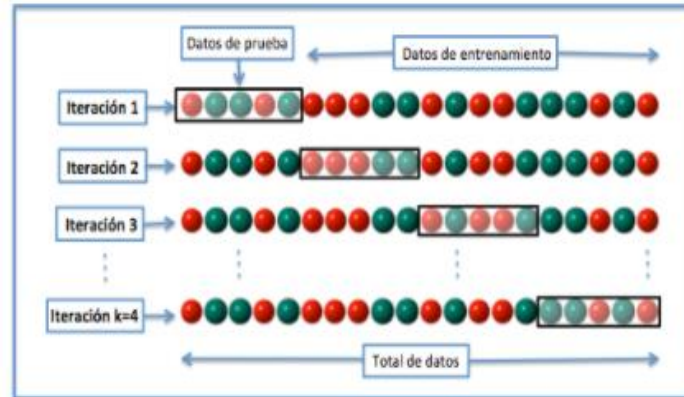 Datos de prueba
Datos de entrenamiento
Iteración 1
Iteración 2
Iteración 3
Iteración k=4
Total de datos